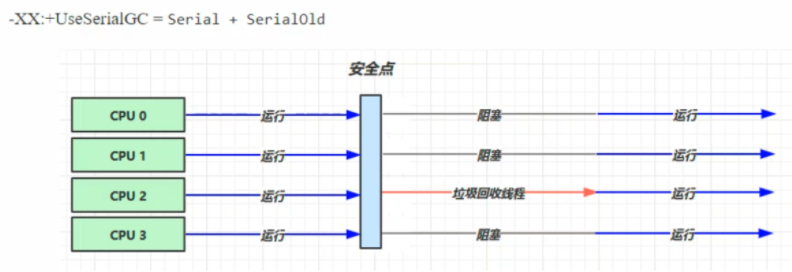 -XX:+UseSerialGC = Serial + SerialOld
安全点
CPU 0 运行 阻塞 运行
CPU 1 运行 阻塞 运行
CPU 2 运行 垃圾回收线程 运行
CPU 3 运行 阻塞 运行